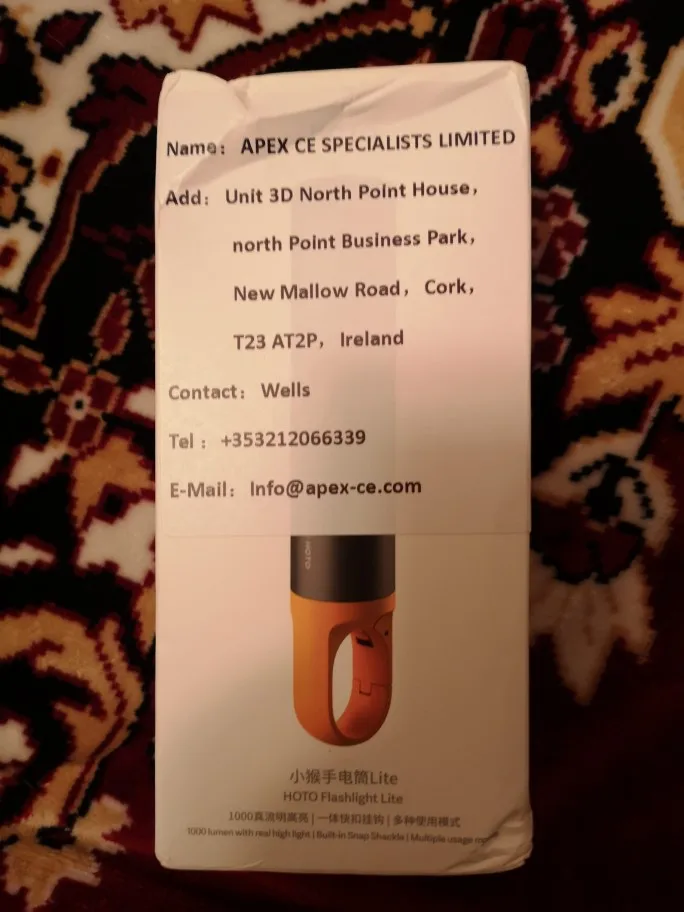 Name： APEX CE SPECIALISTS LIMITED
Add： Unit 3D North Point House，
north Point Business Park，
New Mallow Road， Cork，
T23 AT2P， Ireland
Contact： Wells
Tel ： +353212066339
E-Mail： Info@apex-ce.com
HOTO
小猴手电筒Lite
HOTO Flashlight Lite
1000真流明高亮 | 一体快扣挂钩 | 多种使用模式
1000 lumen with real high light | Built-in Snap Shackle | Multiple usage mode